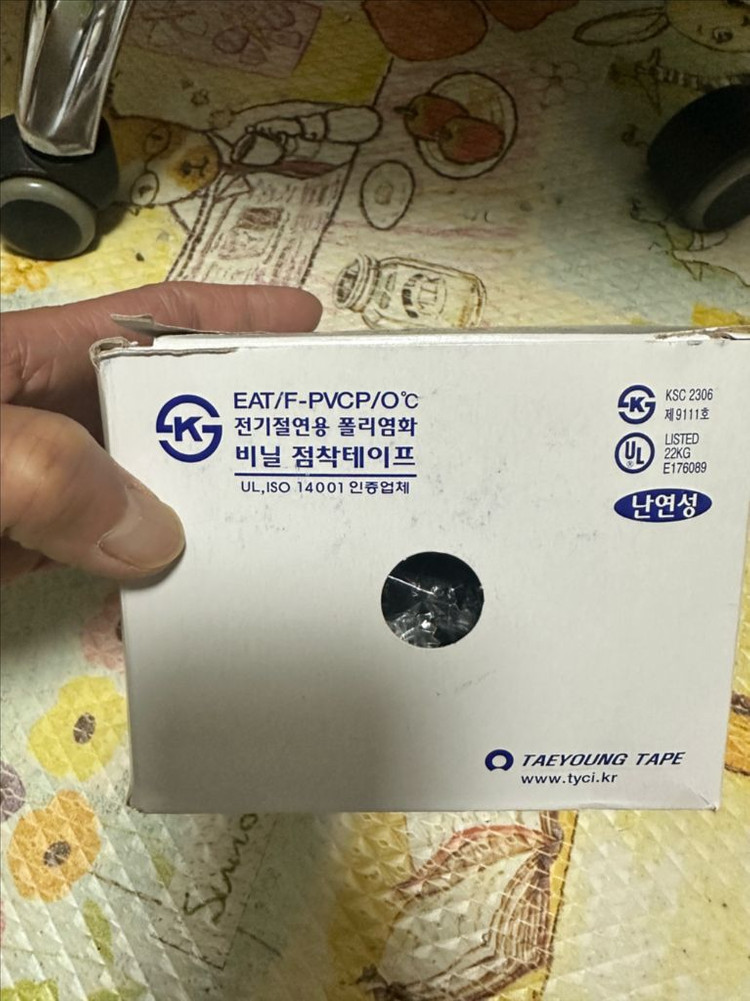 EAT/F-PVCP/O℃
전기절연용 폴리염화
비닐 점착테이프
UL,ISO 14001 인증업체
K
KSC 2306
제9111호
UL
LISTED
22KG
E176089
난연성
TAEYOUNG TAPE
www.tyci.kr